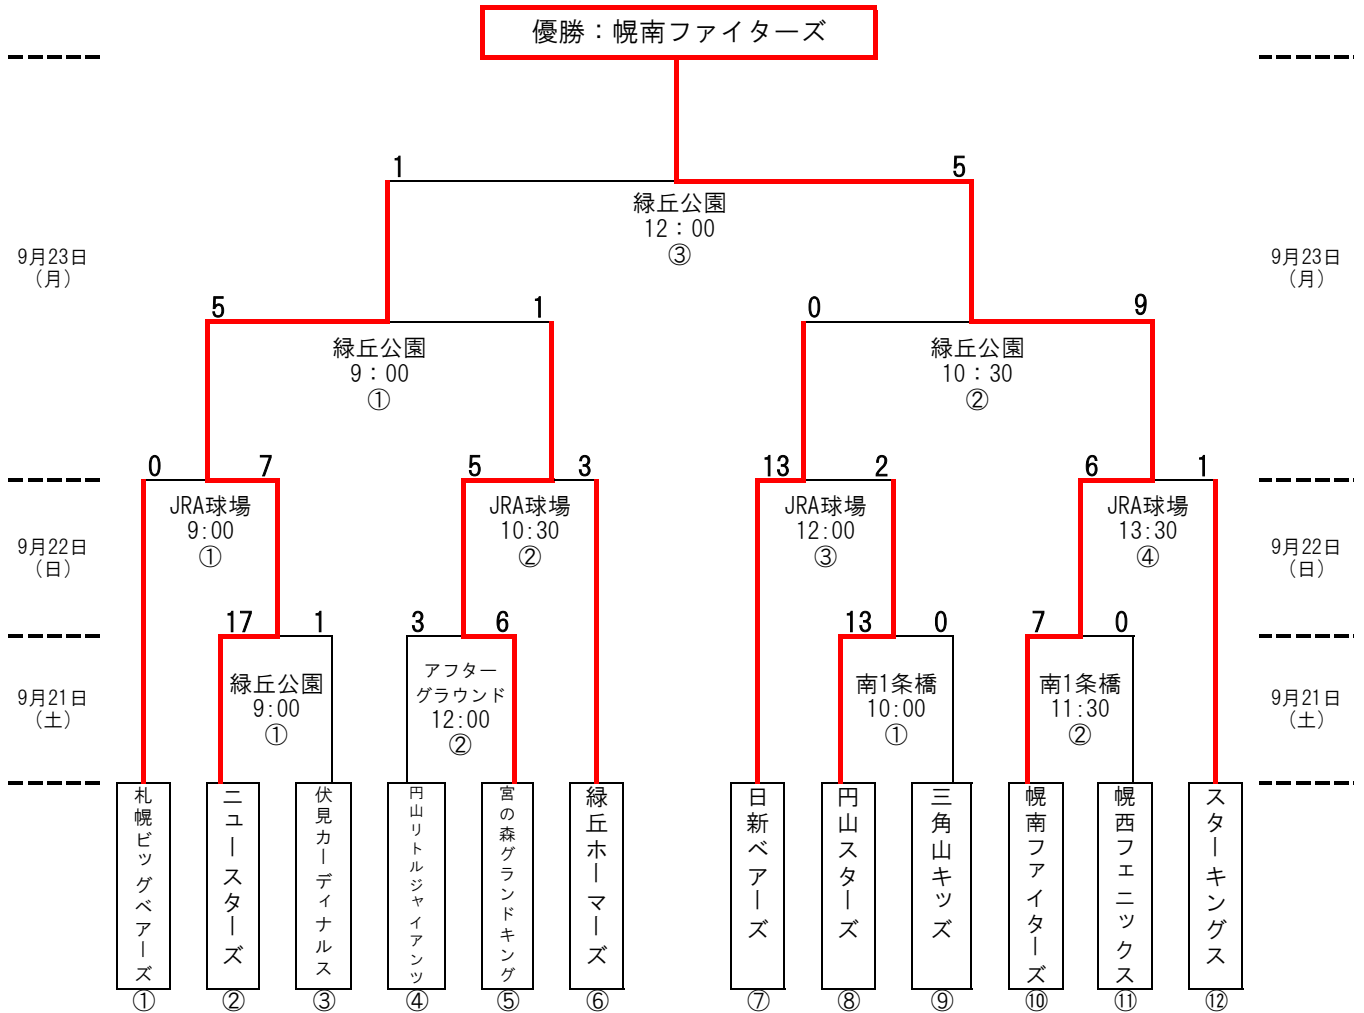 優勝：幌南ファイターズ
1
5
緑丘公園
12：00
③
9月23日
（月）
9月23日
（月）
5
1
0
9
緑丘公園
9：00
①
緑丘公園
10：30
②
0
7
5
3
13
2
6
1
JRA球場
9:00
①
JRA球場
10:30
②
JRA球場
12:00
③
JRA球場
13:30
④
9月22日
（日）
9月22日
（日）
17
1
3
6
13
0
7
0
緑丘公園
9:00
①
アフター
グラウンド
12:00
②
南1条橋
10:00
①
南1条橋
11:30
②
9月21日
（土）
9月21日
（土）
札幌ビッグベアーズ
ニュースターズ
伏見カーディナルス
円山リトルジャイアンツ
宮の森グランドキング
緑丘ホーマーズ
日新ベアーズ
円山スターズ
三角山キッズ
幌南ファイターズ
幌西フェニックス
スターキングス
①
②
③
④
⑤
⑥
⑦
⑧
⑨
⑩
⑪
⑫